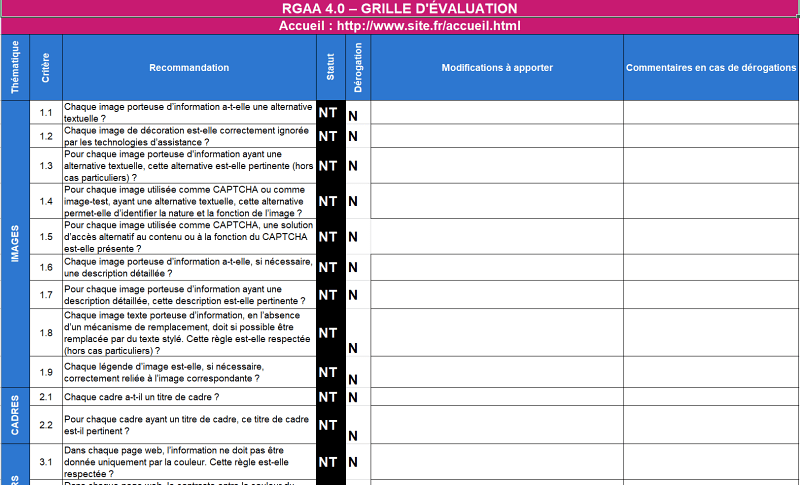 RGAA 4.0 – GRILLE D'ÉVALUATION
Accueil : http://www.site.fr/accueil.html
Thématique
Critère
Recommandation
Statut
Dérogation
Modifications à apporter
Commentaires en cas de dérogations
IMAGES
1.1
Chaque image porteuse d’information a-t-elle une alternative
textuelle ?
NT
N
1.2
Chaque image de décoration est-elle correctement ignorée
par les technologies d’assistance ?
NT
N
1.3
Pour chaque image porteuse d'information ayant une
alternative textuelle, cette alternative est-elle pertinente (hors
cas particuliers) ?
NT
N
1.4
Pour chaque image utilisée comme CAPTCHA ou comme
image-test, ayant une alternative textuelle, cette alternative
permet-elle d’identifier la nature et la fonction de l’image ?
NT
N
1.5
Pour chaque image utilisée comme CAPTCHA, une solution
d’accès alternatif au contenu ou à la fonction du CAPTCHA
est-elle présente ?
NT
N
1.6
Chaque image porteuse d’information a-t-elle, si nécessaire,
une description détaillée ?
NT
N
1.7
Pour chaque image porteuse d’information ayant une
description détaillée, cette description est-elle pertinente ?
NT
N
1.8
Chaque image texte porteuse d’information, en l’absence
d’un mécanisme de remplacement, doit si possible être
remplacée par du texte stylé. Cette règle est-elle respectée
(hors cas particuliers) ?
NT
N
1.9
Chaque légende d’image est-elle, si nécessaire,
correctement reliée à l’image correspondante ?
NT
N
CADRES
2.1
Chaque cadre a-t-il un titre de cadre ?
NT
N
2.2
Pour chaque cadre ayant un titre de cadre, ce titre de cadre
est-il pertinent ?
NT
N
3.1
Dans chaque page web, l’information ne doit pas être
donnée uniquement par la couleur. Cette règle est-elle
respectée ?
NT
N
Dans chaque page web, le contraste entre la couleur du